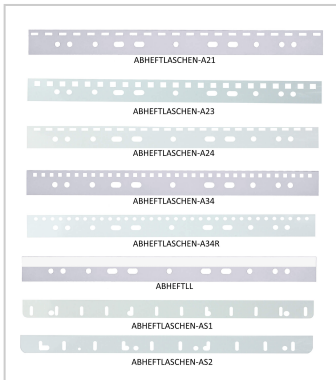 ABHEFTLASCHEN-A21
ABHEFTLASCHEN-A23
ABHEFTLASCHEN-A24
ABHEFTLASCHEN-A34
ABHEFTLASCHEN-A34R
ABHEFTLL
ABHEFTLASCHEN-AS1
ABHEFTLASCHEN-AS2